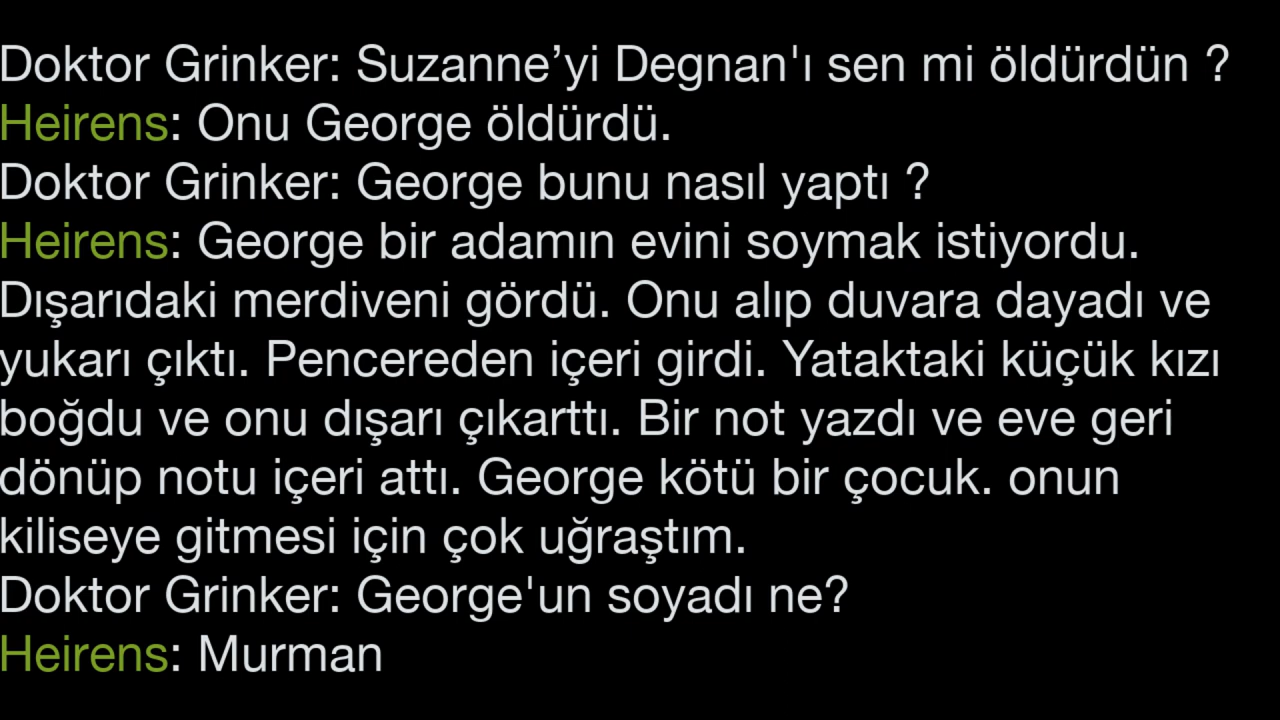 Doktor Grinker: Suzanne’yi Degnan'ı sen mi öldürdün ?
Heirens: Onu George öldürdü.
Doktor Grinker: George bunu nasıl yaptı ?
Heirens: George bir adamın evini soymak istiyordu.
Dışarıdaki merdiveni gördü. Onu alıp duvara dayadı ve
yukarı çıktı. Pencereden içeri girdi. Yataktaki küçük kızı
boğdu ve onu dışarı çıkarttı. Bir not yazdı ve eve geri
dönüp notu içeri attı. George kötü bir çocuk. onun
kiliseye gitmesi için çok uğraştım.
Doktor Grinker: George'un soyadı ne?
Heirens: Murman